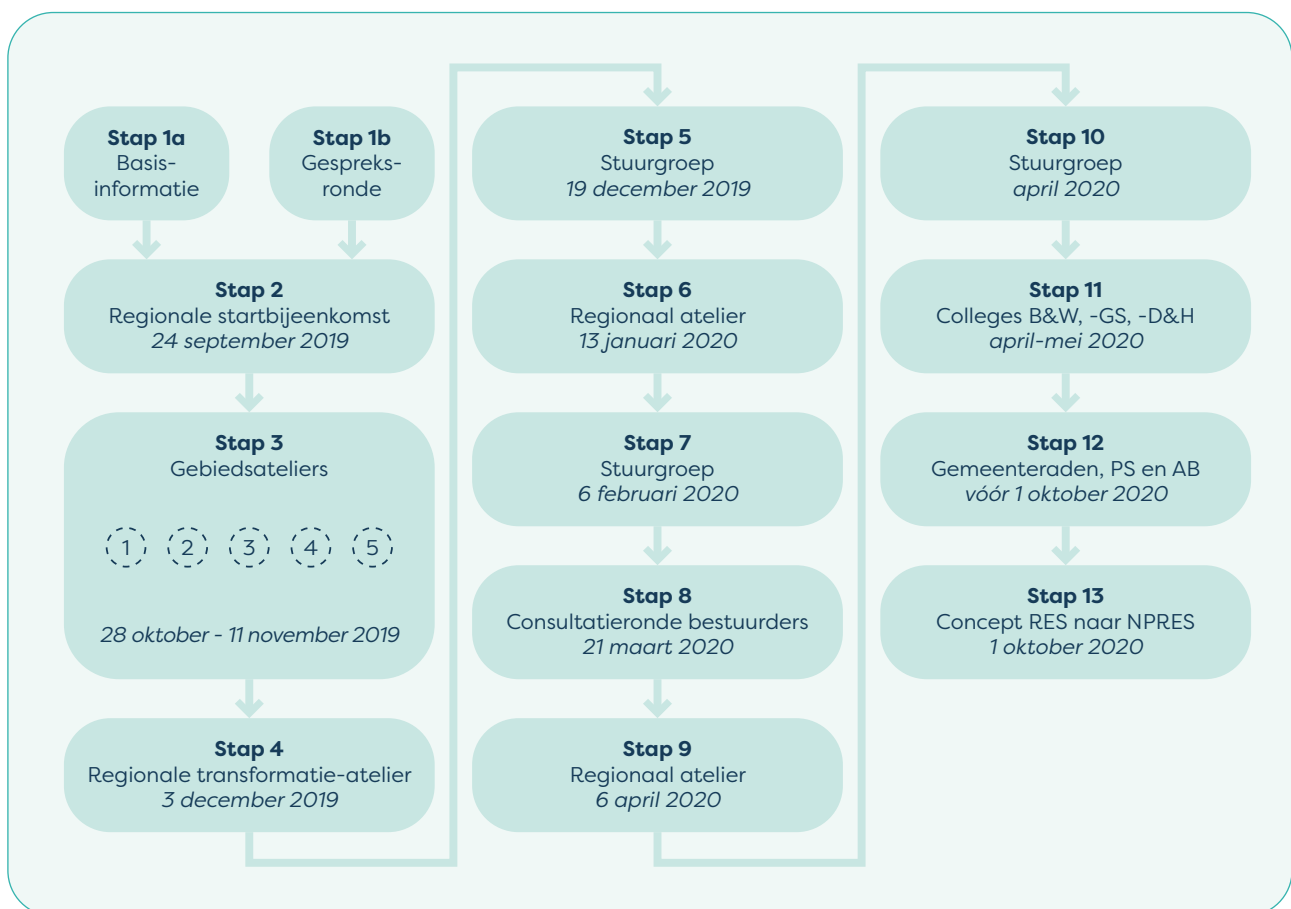 Stap 1a
Basis-
informatie
Stap 1b
Gespreks-
ronde
Stap 2
Regionale startbijeenkomst
24 september 2019
Stap 3
Gebiedsateliers
1 2 3 4 5
28 oktober - 11 november 2019
Stap 4
Regionale transformatie-atelier
3 december 2019
Stap 5
Stuurgroep
19 december 2019
Stap 6
Regionaal atelier
13 januari 2020
Stap 7
Stuurgroep
6 februari 2020
Stap 8
Consultatieronde bestuurders
21 maart 2020
Stap 9
Regionaal atelier
6 april 2020
Stap 10
Stuurgroep
april 2020
Stap 11
Colleges B&W, -GS, -D&H
april-mei 2020
Stap 12
Gemeenteraden, PS en AB
vóór 1 oktober 2020
Stap 13
Concept RES naar NPRES
1 oktober 2020